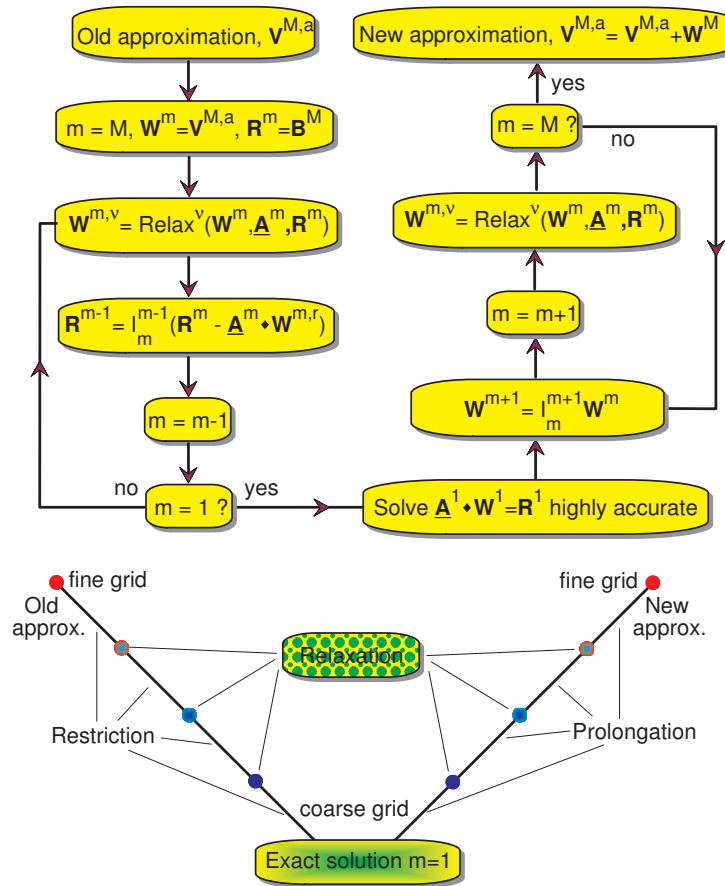 Old approximation, V^{M,a}
m = M, W^m=V^{M,a}, R^m=B^M
W^{m,ν}= Relax^ν(W^m,A^m,R^m)
R^{m-1}= I_m^{m-1}(R^m - A^m⬩W^{m,r})
m = m-1
no
m = 1 ?
yes
Solve A^1⬩W^1=R^1 highly accurate
W^{m+1}= I_m^{m+1}W^m
m = m+1
W^{m,ν}= Relax^ν(W^m,A^m,R^m)
m = M ?
no
yes
New approximation, V^{M,a}= V^{M,a}+W^M
fine grid
Old
approx.
fine grid
New
approx.
Relaxation
Restriction
Prolongation
coarse grid
Exact solution m=1